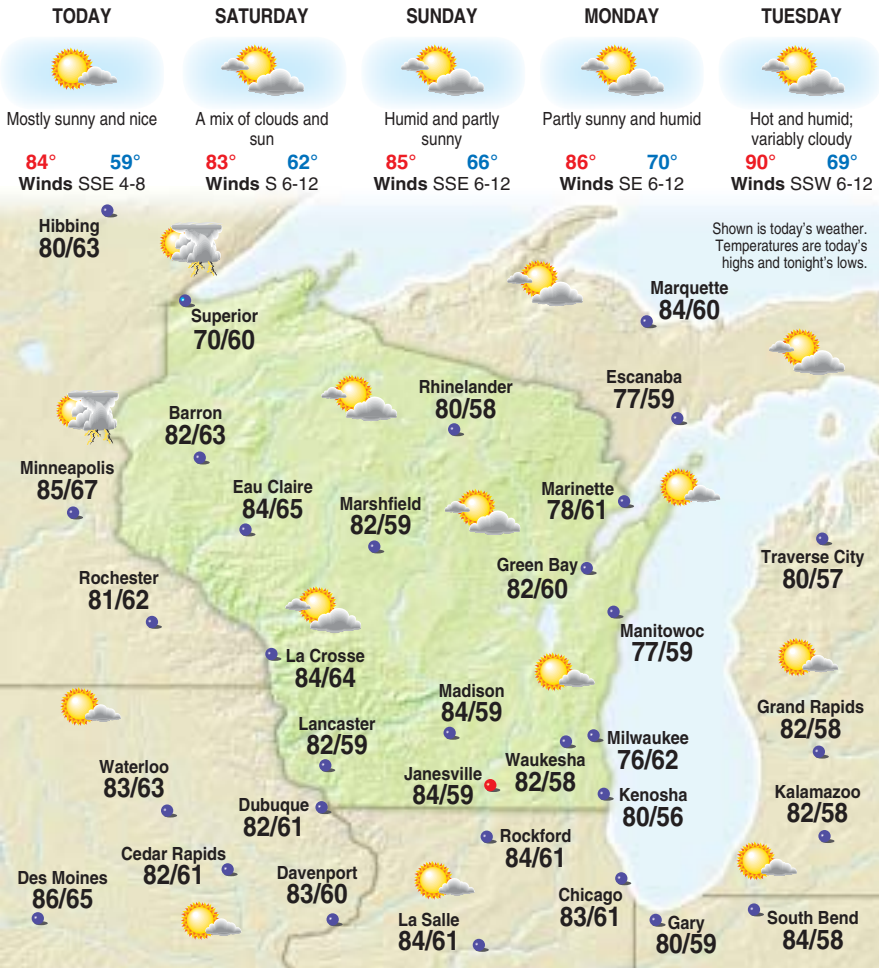 TODAY
SATURDAY
SUNDAY
MONDAY
TUESDAY
Mostly sunny and nice
A mix of clouds and
sun
Humid and partly
sunny
Partly sunny and humid
Hot and humid;
variably cloudy
84° 59°
83° 62°
85° 66°
86° 70°
90° 69°
Winds SSE 4-8
Winds S 6-12
Winds SSE 6-12
Winds SE 6-12
Winds SSW 6-12
Shown is today's weather.
Temperatures are today's
highs and tonight's lows.
Hibbing
80/63
Superior
70/60
Marquette
84/60
Escanaba
77/59
Rhinelander
80/58
Barron
82/63
Minneapolis
85/67
Eau Claire
84/65
Marshfield
82/59
Marinette
78/61
Green Bay
82/60
Traverse City
80/57
Rochester
81/62
Manitowoc
77/59
La Crosse
84/64
Madison
84/59
Grand Rapids
82/58
Lancaster
82/59
Milwaukee
76/62
Waukesha
82/58
Janesville
84/59
Waterloo
83/63
Kenosha
80/56
Kalamazoo
82/58
Dubuque
82/61
Rockford
84/61
Cedar Rapids
82/61
Des Moines
86/65
Davenport
83/60
Chicago
83/61
La Salle
84/61
Gary
80/59
South Bend
84/58